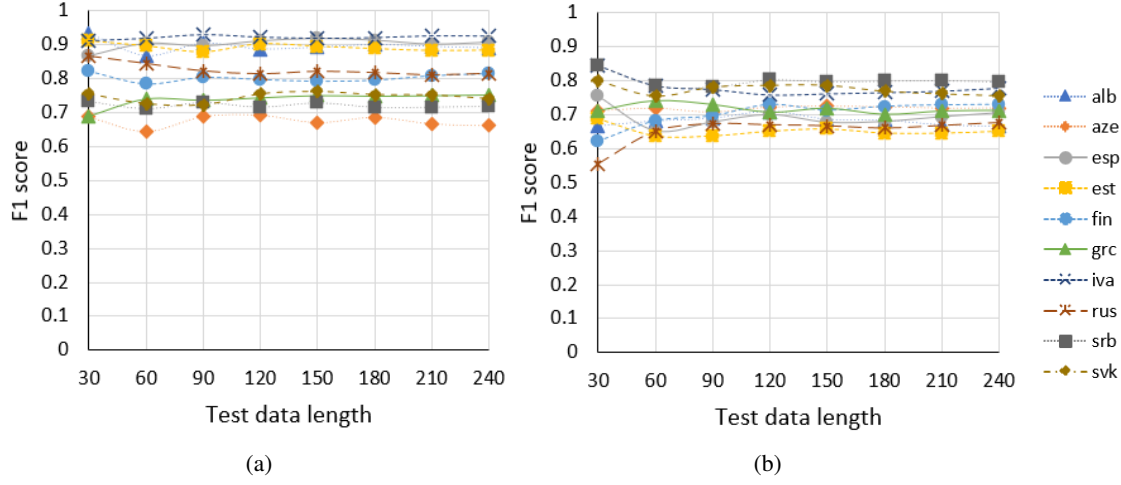 1
0.9
0.8
0.7
0.6
0.5
0.4
0.3
0.2
0.1
0
F1 score
30 60 90 120 150 180 210 240
Test data length
(a)
1
0.9
0.8
0.7
0.6
0.5
0.4
0.3
0.2
0.1
0
F1 score
30 60 90 120 150 180 210 240
Test data length
(b)
alb
aze
esp
est
fin
grc
iva
rus
srb
svk